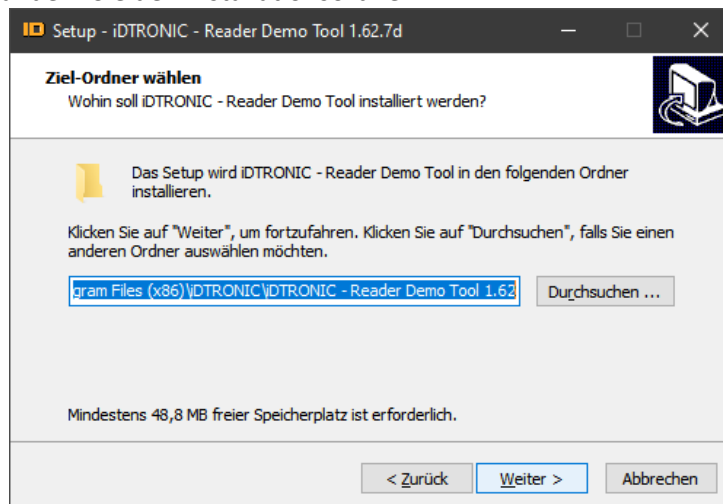 Setup - iDTRONIC - Reader Demo Tool 1.62.7d
Ziel-Ordner wählen
Wohin soll iDTRONIC - Reader Demo Tool installiert werden?
Das Setup wird iDTRONIC - Reader Demo Tool in den folgenden Ordner
installieren.
Klicken Sie auf "Weiter", um fortzufahren. Klicken Sie auf "Durchsuchen", falls Sie einen
anderen Ordner auswählen möchten.
gram Files (x86)\iDTRONIC\iDTRONIC - Reader Demo Tool 1.62
Durchsuchen ...
Mindestens 48,8 MB freier Speicherplatz ist erforderlich.
< Zurück
Weiter >
Abbrechen